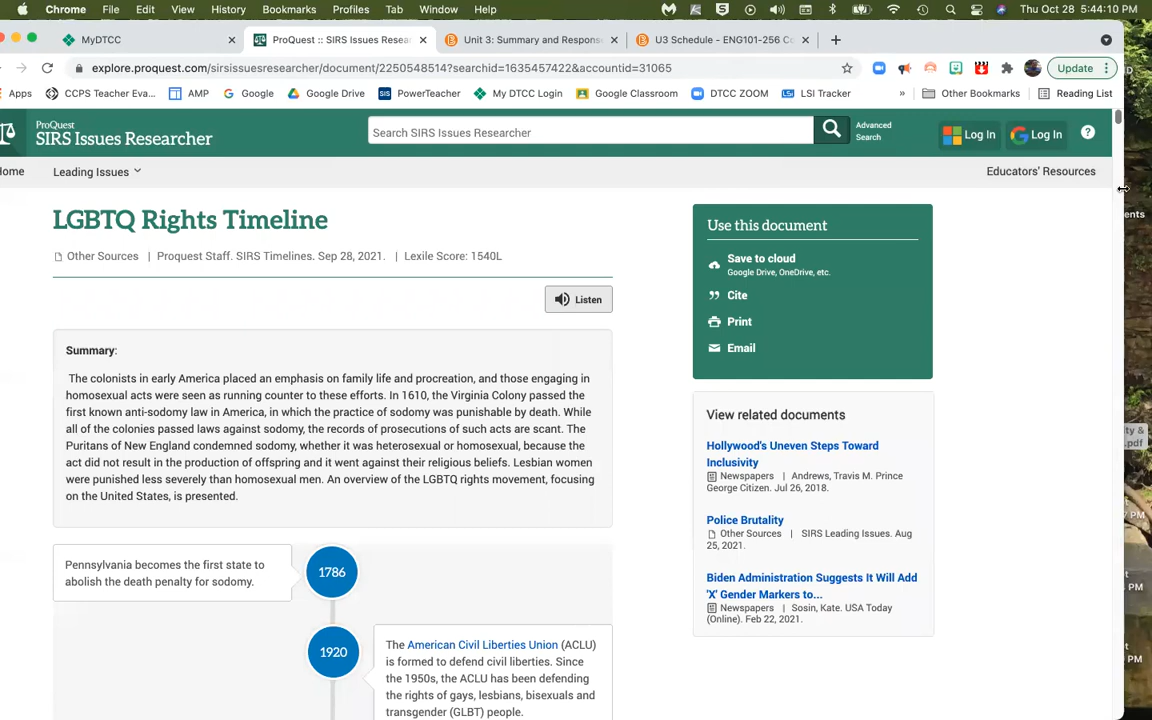 Chrome File Edit View History Bookmarks Profiles Tab Window Help Thu Oct 28 5:44:10 PM
MyDTCC ProQuest :: SIRS Issues Resear Unit 3: Summary and Respons U3 Schedule - ENG101-256 Co
explore.proquest.com/sirsissuesresearcher/document/2250548514?searchid=1635457422&accountid=31065 Update
Apps CCPS Teacher Eva... AMP Google Google Drive PowerTeacher My DTCC Login Google Classroom DTCC ZOOM LSI Tracker » Other Bookmarks Reading List
ProQuest
SIRS Issues Researcher
Search SIRS Issues Researcher
Advanced
Search
Log In
Log In
?
Home
Leading Issues
Educators' Resources
LGBTQ Rights Timeline
Other Sources | Proquest Staff. SIRS Timelines. Sep 28, 2021. | Lexile Score: 1540L
Listen
Summary:
The colonists in early America placed an emphasis on family life and procreation, and those engaging in
homosexual acts were seen as running counter to these efforts. In 1610, the Virginia Colony passed the
first known anti-sodomy law in America, in which the practice of sodomy was punishable by death. While
all of the colonies passed laws against sodomy, the records of prosecutions of such acts are scant. The
Puritans of New England condemned sodomy, whether it was heterosexual or homosexual, because the
act did not result in the production of offspring and it went against their religious beliefs. Lesbian women
were punished less severely than homosexual men. An overview of the LGBTQ rights movement, focusing
on the United States, is presented.
Pennsylvania becomes the first state to
abolish the death penalty for sodomy.
1786
1920
The American Civil Liberties Union (ACLU)
is formed to defend civil liberties. Since
the 1950s, the ACLU has been defending
the rights of gays, lesbians, bisexuals and
transgender (GLBT) people.
Use this document
Save to cloud
Google Drive, OneDrive, etc.
Cite
Print
Email
View related documents
Hollywood's Uneven Steps Toward
Inclusivity
Newspapers | Andrews, Travis M. Prince
George Citizen. Jul 26, 2018.
Police Brutality
Other Sources | SIRS Leading Issues. Aug
25, 2021.
Biden Administration Suggests It Will Add
'X' Gender Markers to...
Newspapers | Sosin, Kate. USA Today
(Online). Feb 22, 2021.
ents
ity &
.pdf
PM
t
PM
t
PM